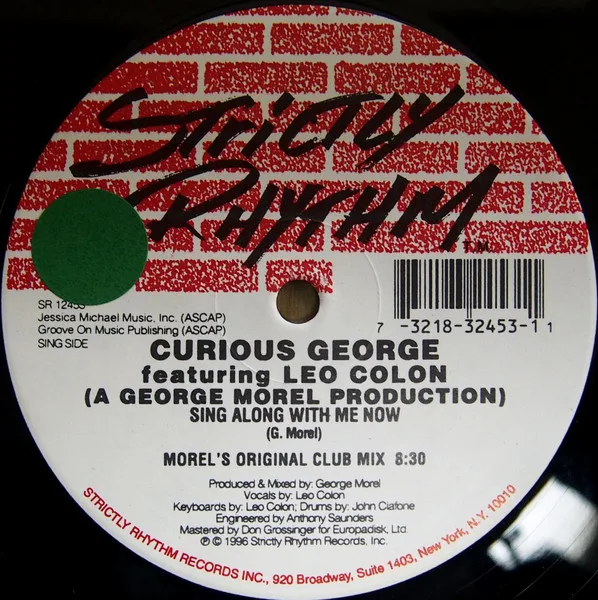 STRICTLY
RHYTHM T.M.
SR 12453
Jessica Michael Music, Inc. (ASCAP)
Groove On Music Publishing (ASCAP)
SING SIDE
7 -3218-32453-1 1
CURIOUS GEORGE
featuring LEO COLON
(A GEORGE MOREL PRODUCTION)
SING ALONG WITH ME NOW
(G. Morel)
MOREL'S ORIGINAL CLUB MIX 8:30
Produced & Mixed by: George Morel
Vocals by: Leo Colon
Keyboards by: Leo Colon; Drums by: John Ciafone
Engineered by Anthony Saunders
Mastered by Don Grossinger for Europadisk, Ltd.
℗ © 1996 Strictly Rhythm Records, Inc.
STRICTLY RHYTHM RECORDS INC., 920 Broadway, Suite 1403, New York, N.Y. 10010